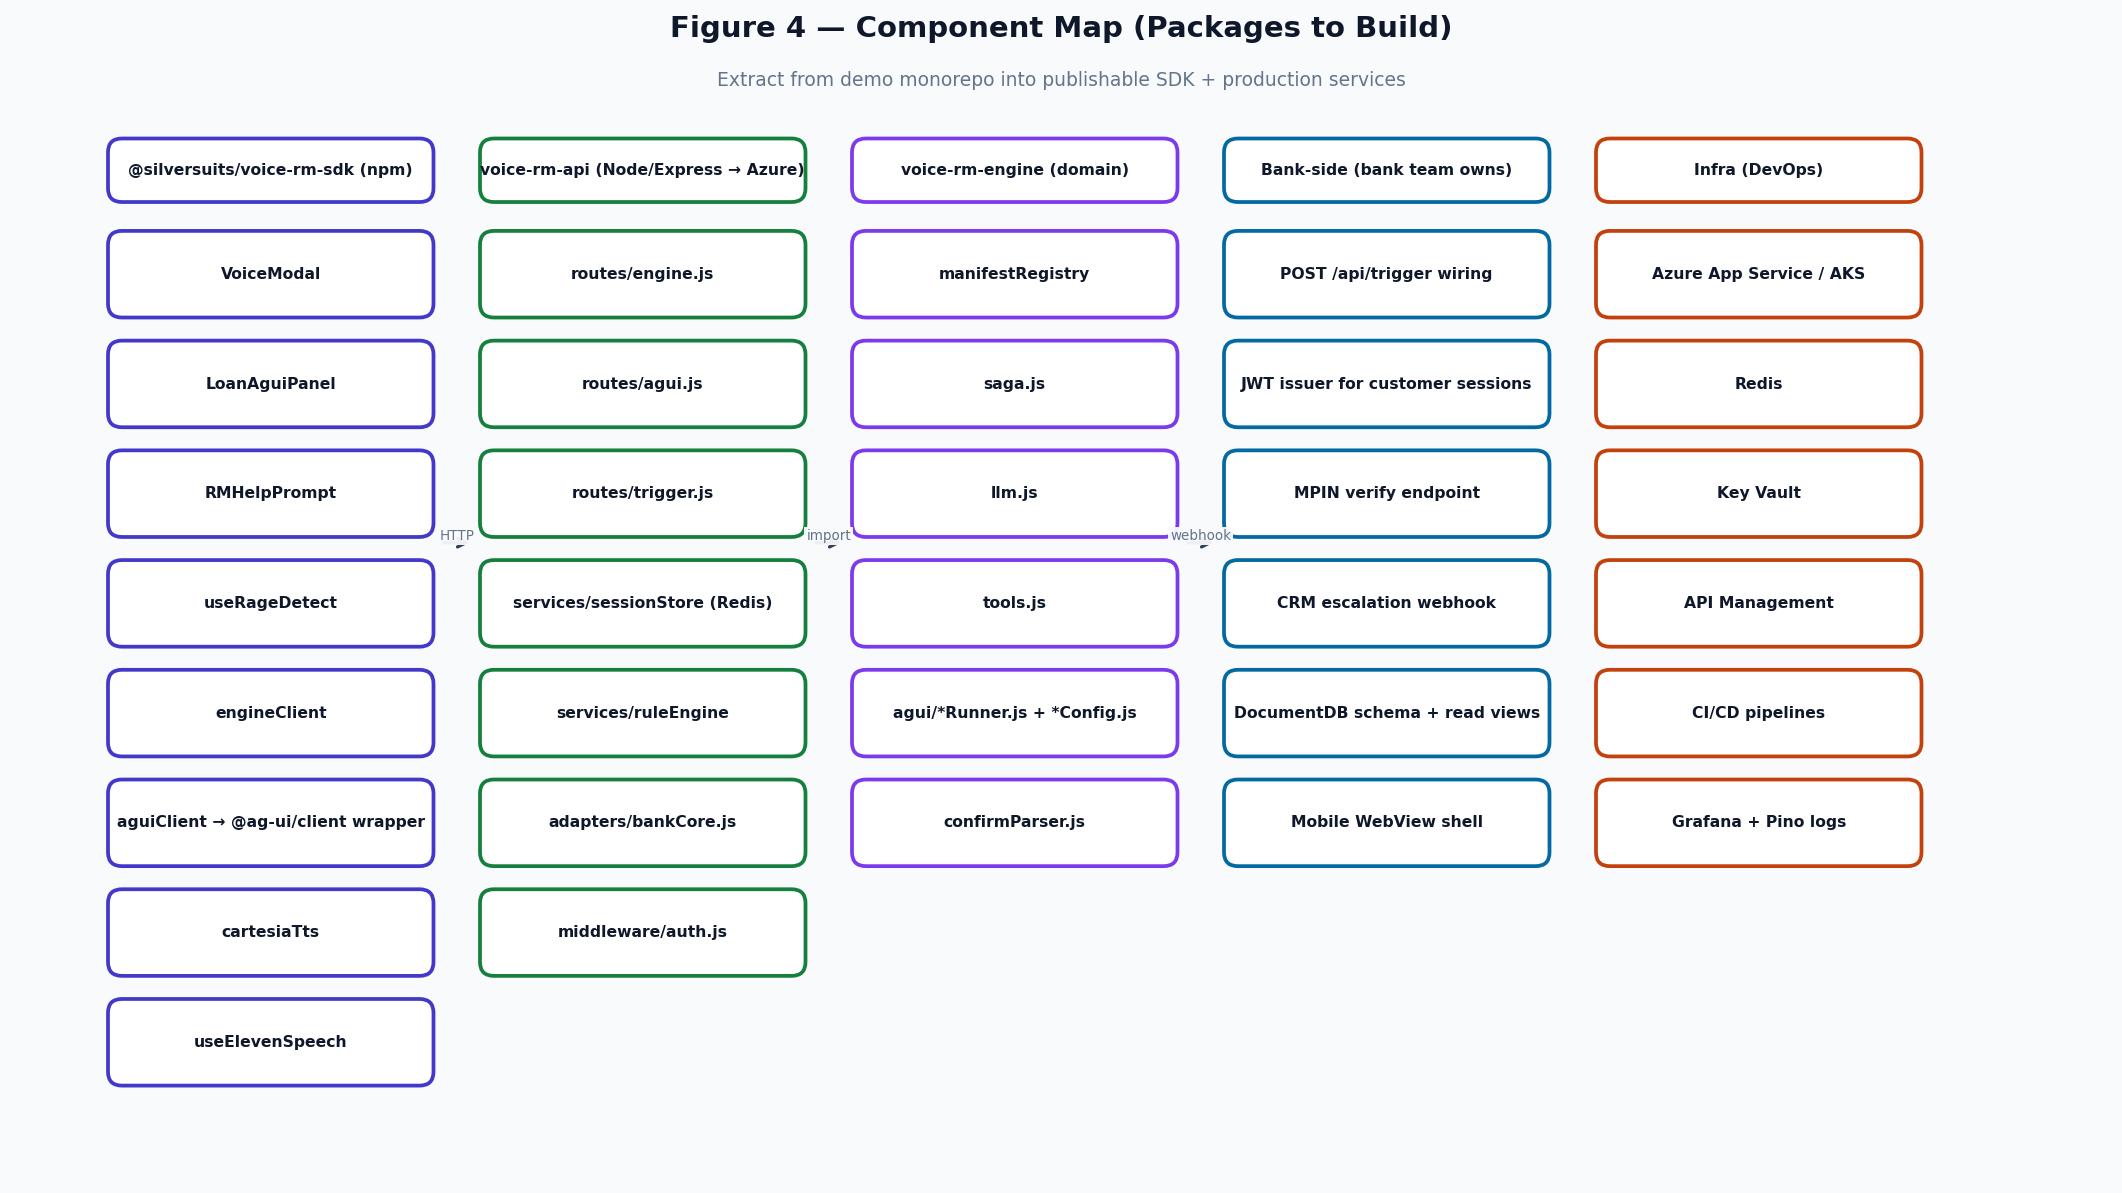 Figure 4 — Component Map (Packages to Build)
Extract from demo monorepo into publishable SDK + production services
@silversuits/voice-rm-sdk (npm)
VoiceModal
LoanAguiPanel
RMHelpPrompt
useRageDetect
engineClient
aguiClient → @ag-ui/client wrapper
cartesiaTts
useElevenSpeech
HTTP
voice-rm-api (Node/Express → Azure)
routes/engine.js
routes/agui.js
routes/trigger.js
services/sessionStore (Redis)
services/ruleEngine
adapters/bankCore.js
middleware/auth.js
import
voice-rm-engine (domain)
manifestRegistry
saga.js
llm.js
tools.js
agui/*Runner.js + *Config.js
confirmParser.js
webhook
Bank-side (bank team owns)
POST /api/trigger wiring
JWT issuer for customer sessions
MPIN verify endpoint
CRM escalation webhook
DocumentDB schema + read views
Mobile WebView shell
Infra (DevOps)
Azure App Service / AKS
Redis
Key Vault
API Management
CI/CD pipelines
Grafana + Pino logs